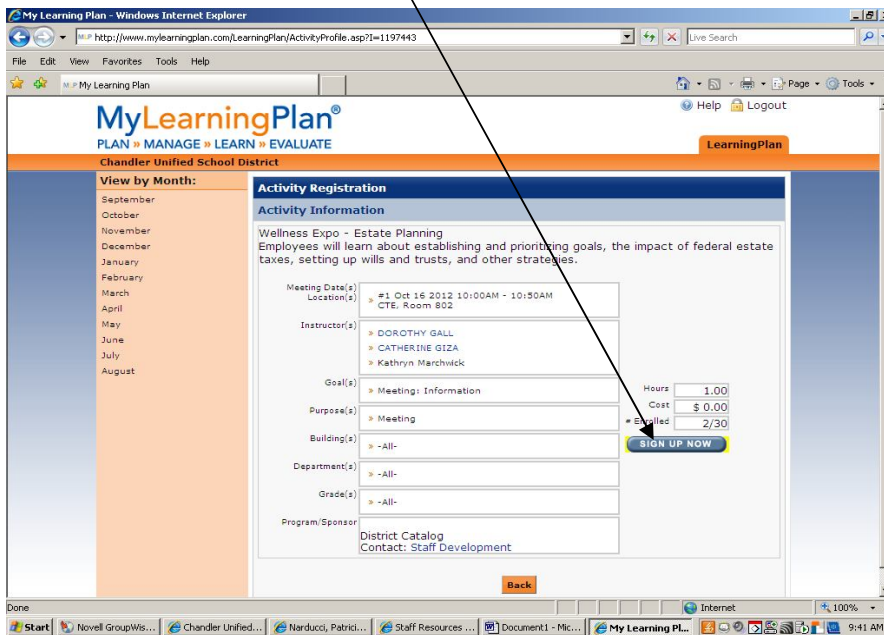 My Learning Plan - Windows Internet Explorer
http://www.mylearningplan.com/LearningPlan/ActivityProfile.asp?I=1197443
Live Search
File Edit View Favorites Tools Help
My Learning Plan
Page Tools
Help Logout
MyLearningPlan®
PLAN » MANAGE » LEARN » EVALUATE
LearningPlan
Chandler Unified School District
View by Month:
September
October
November
December
January
February
March
April
May
June
July
August
Activity Registration
Activity Information
Wellness Expo - Estate Planning
Employees will learn about establishing and prioritizing goals, the impact of federal estate
taxes, setting up wills and trusts, and other strategies.
Meeting Date(s)
Location(s)
» #1 Oct 16 2012 10:00AM - 10:50AM
CTE, Room 802
Instructor(s)
» DOROTHY GALL
» CATHERINE GIZA
» Kathryn Marchwick
Goal(s)
» Meeting: Information
Purpose(s)
» Meeting
Building(s)
» -All-
Department(s)
» -All-
Grade(s)
» -All-
Program/Sponsor
District Catalog
Contact: Staff Development
Hours 1.00
Cost $ 0.00
# Enrolled 2/30
SIGN UP NOW
Back
Done
Internet
100%
Start
Novell GroupWis...
Chandler Unified...
Narducci, Patrici...
Staff Resources ...
Document1 - Mic...
My Learning Pl...
9:41 AM